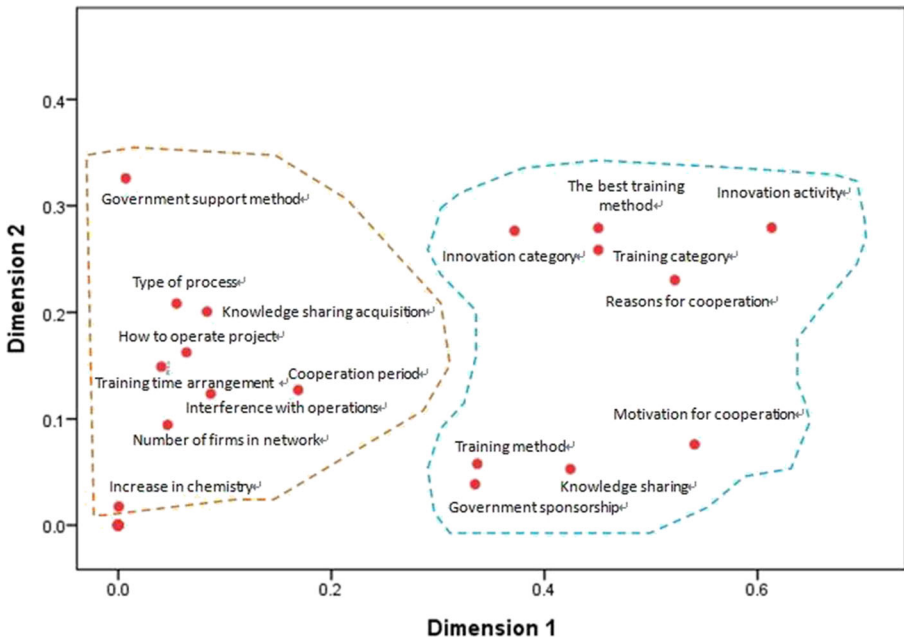 0.4
0.3
0.2
0.1
0.0
Dimension 2
Government support method↵
Type of process↵
Knowledge sharing acquisition↵
How to operate project↵
Training time arrangement ↵
Cooperation period↵
Interference with operations↵
Number of firms in network↵
Increase in chemistry↵
The best training
method↵
Innovation activity↵
Innovation category↵
Training category↵
Reasons for cooperation↵
Motivation for cooperation↵
Training method↵
Knowledge sharing↵
Government sponsorship↵
0.0
0.2
0.4
0.6
Dimension 1